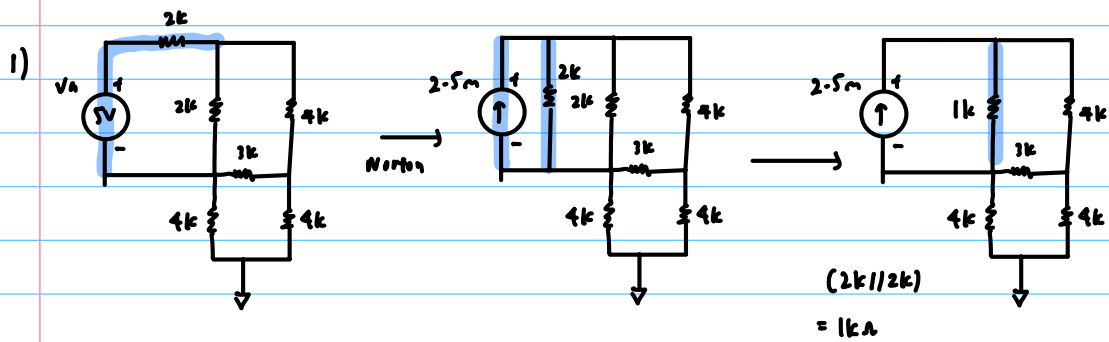 1)
2k
Va
+
5V
-
2k
4k
3k
4k
4k
Norton
2.5m
+
-
2k
2k
4k
3k
4k
4k
2.5m
+
-
1k
4k
3k
4k
4k
(2k//2k)
= 1kΩ